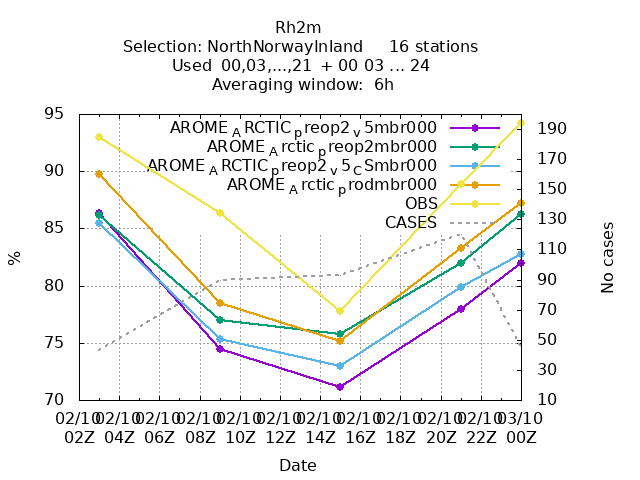 Rh2m
Selection: NorthNorwayInland 16 stations
Used 00,03,...,21 + 00 03 ... 24
Averaging window: 6h
95
90
85
80
75
70
%
AROME_ARCTIC_preop2_v5mbr000
AROME_Arctic_preop2mbr000
AROME_ARCTIC_preop2_v5_CSmbr000
AROME_Arctic_prodmbr000
OBS
CASES
190
170
150
130
110
90
70
50
30
10
No cases
02/10 02/10 02/10 02/10 02/10 02/10 02/10 02/10 02/10 02/10 02/10 03/10
02Z 04Z 06Z 08Z 10Z 12Z 14Z 16Z 18Z 20Z 22Z 00Z
Date